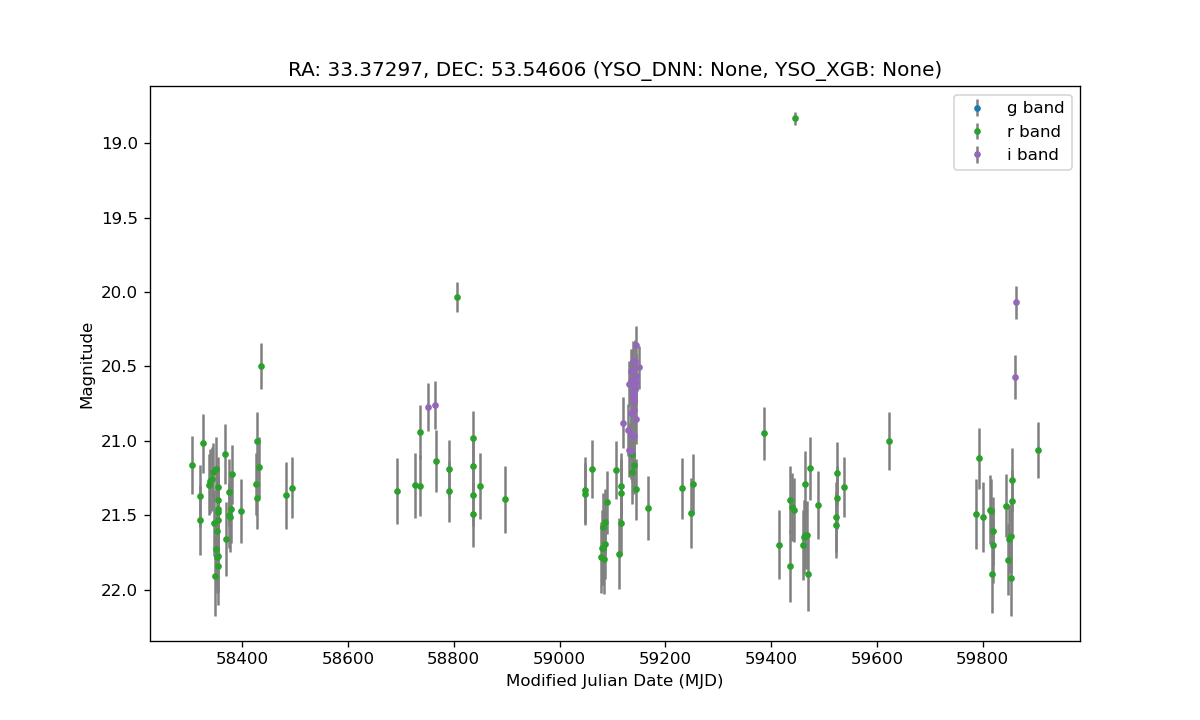 RA: 33.37297, DEC: 53.54606 (YSO_DNN: None, YSO_XGB: None)
g band
r band
i band
19.0
19.5
20.0
20.5
21.0
21.5
22.0
Magnitude
58400 58600 58800 59000 59200 59400 59600 59800
Modified Julian Date (MJD)